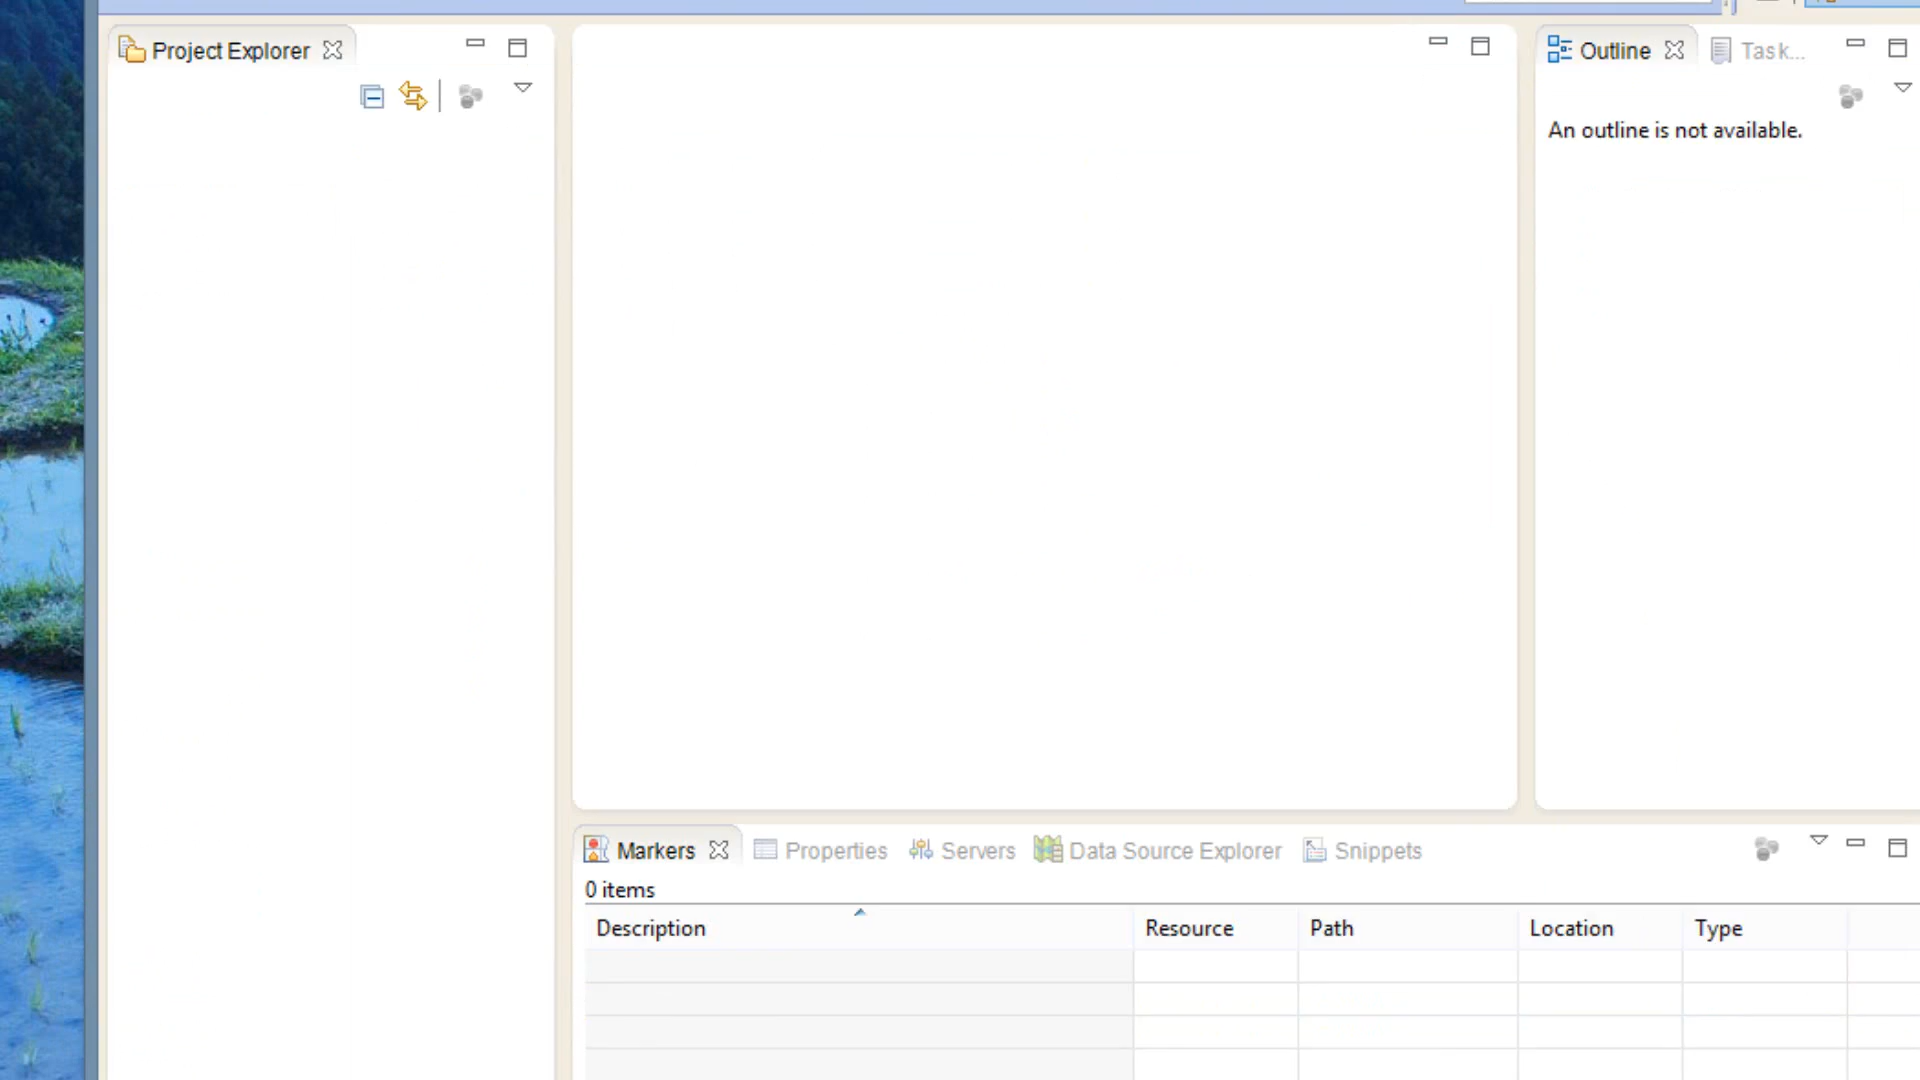 Project Explorer
Outline
Task...
An outline is not available.
Markers
Properties
Servers
Data Source Explorer
Snippets
0 items
Description
Resource
Path
Location
Type